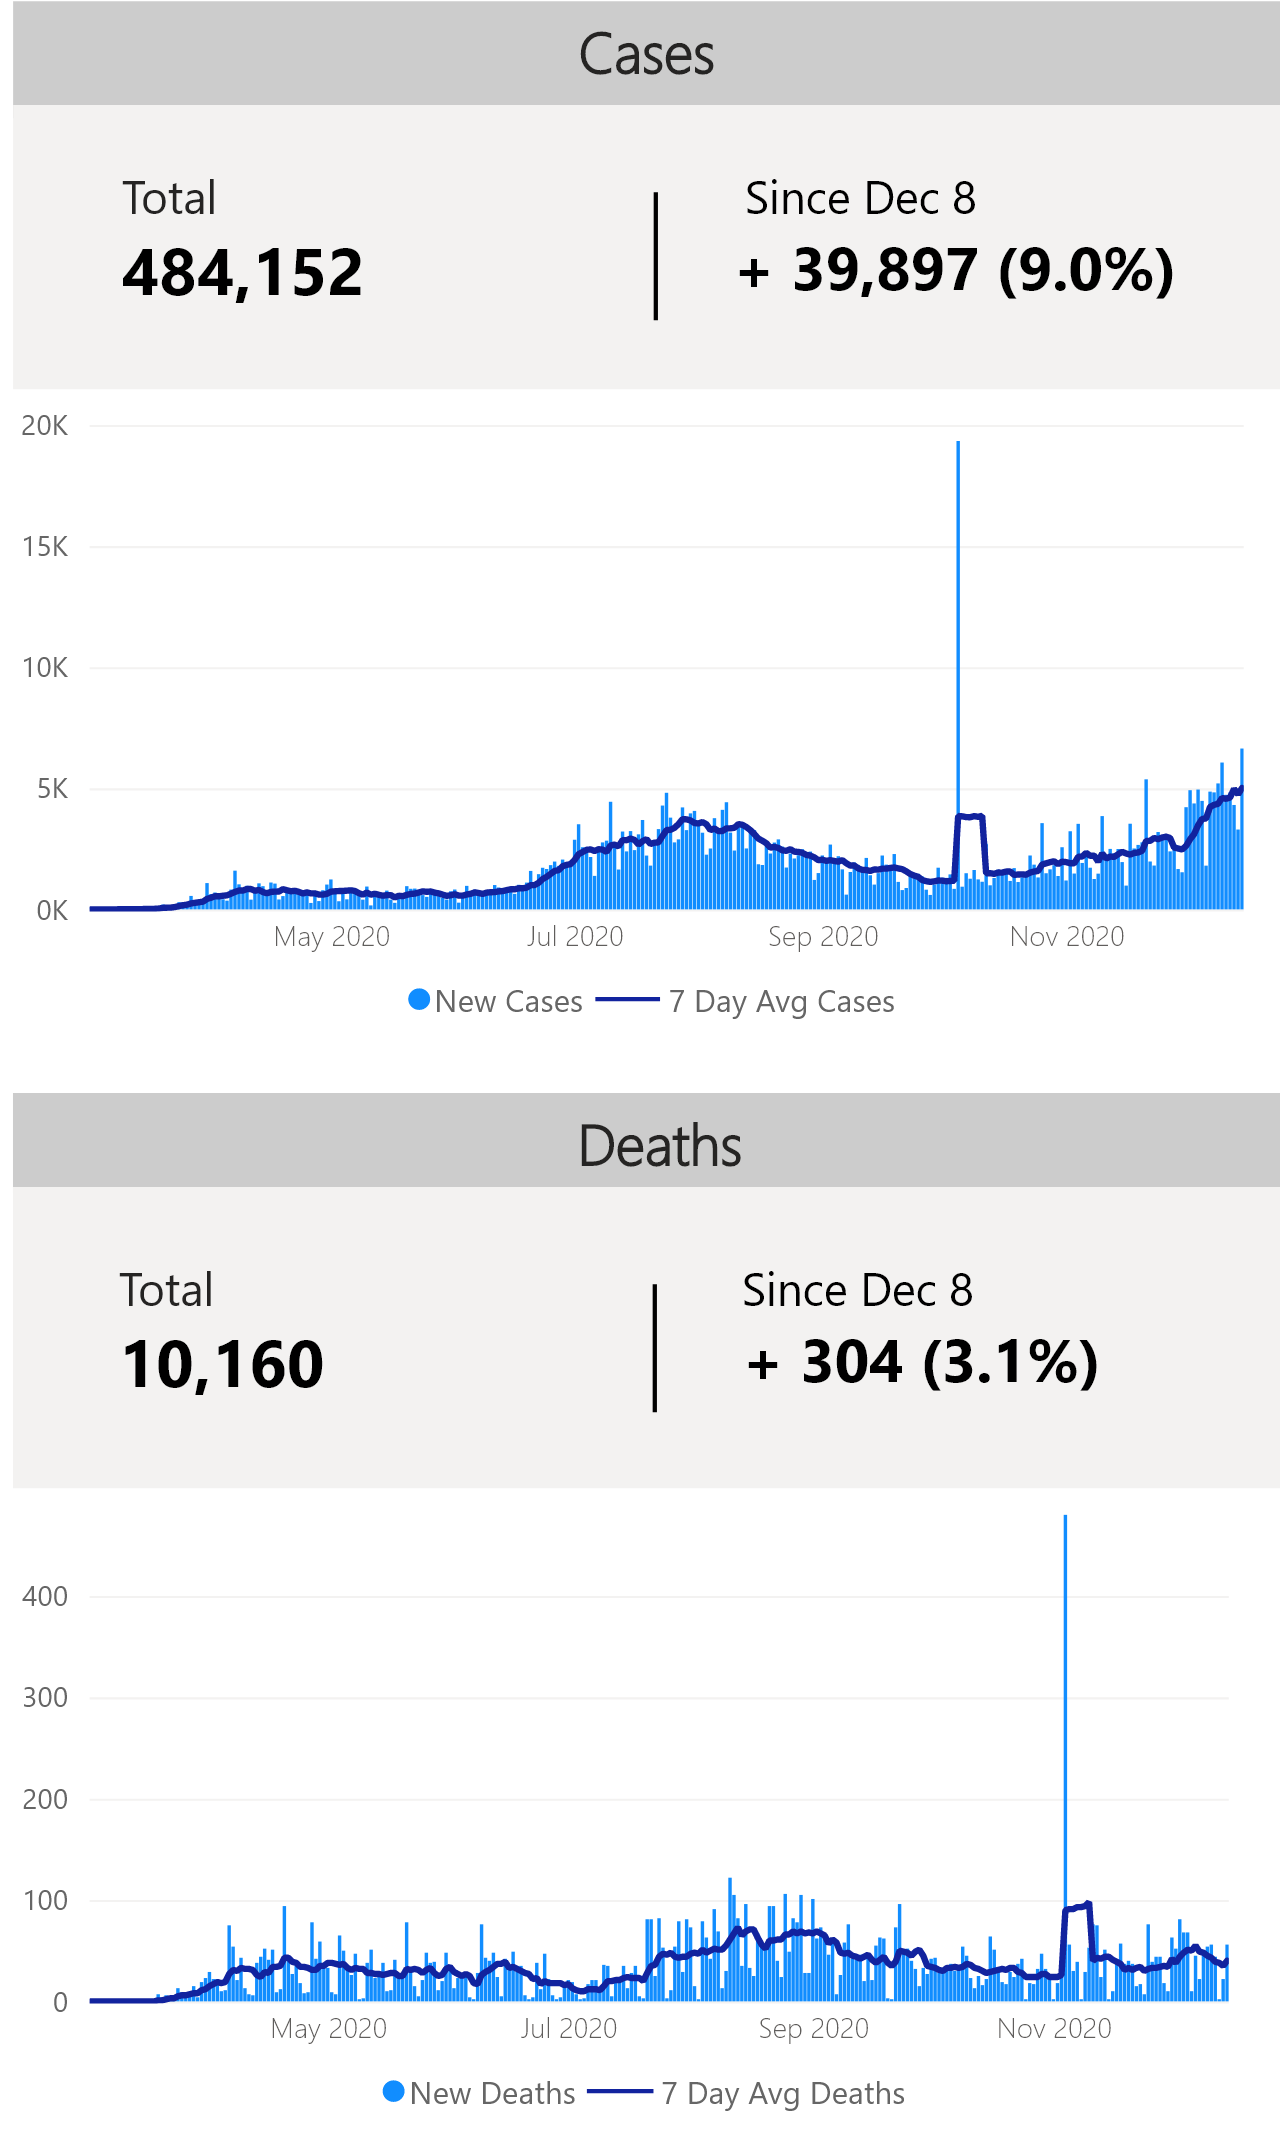 Cases
Total
484,152
Since Dec 8
+ 39,897 (9.0%)
20K
15K
10K
5K
0K
May 2020
Jul 2020
Sep 2020
Nov 2020
New Cases
7 Day Avg Cases
Deaths
Total
10,160
Since Dec 8
+ 304 (3.1%)
400
300
200
100
0
May 2020
Jul 2020
Sep 2020
Nov 2020
New Deaths
7 Day Avg Deaths